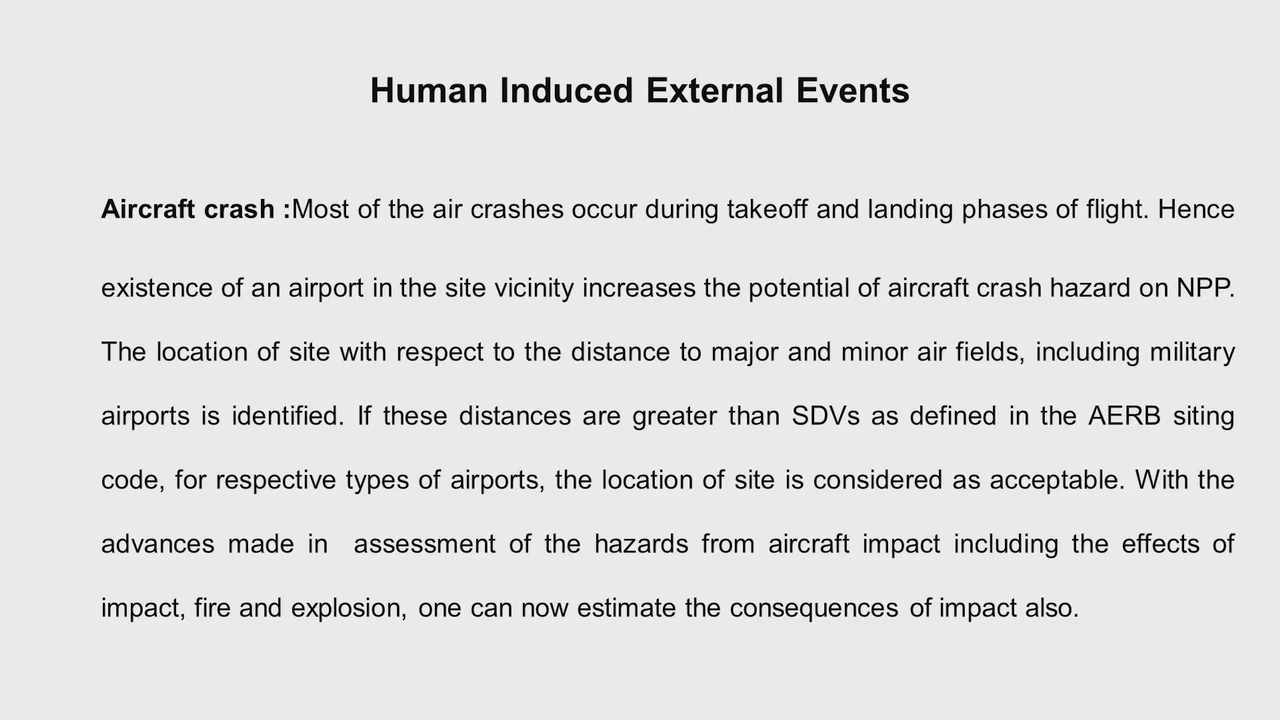 Human Induced External Events
Aircraft crash :Most of the air crashes occur during takeoff and landing phases of flight. Hence
existence of an airport in the site vicinity increases the potential of aircraft crash hazard on NPP.
The location of site with respect to the distance to major and minor air fields, including military
airports is identified. If these distances are greater than SDVs as defined in the AERB siting
code, for respective types of airports, the location of site is considered as acceptable. With the
advances made in assessment of the hazards from aircraft impact including the effects of
impact, fire and explosion, one can now estimate the consequences of impact also.